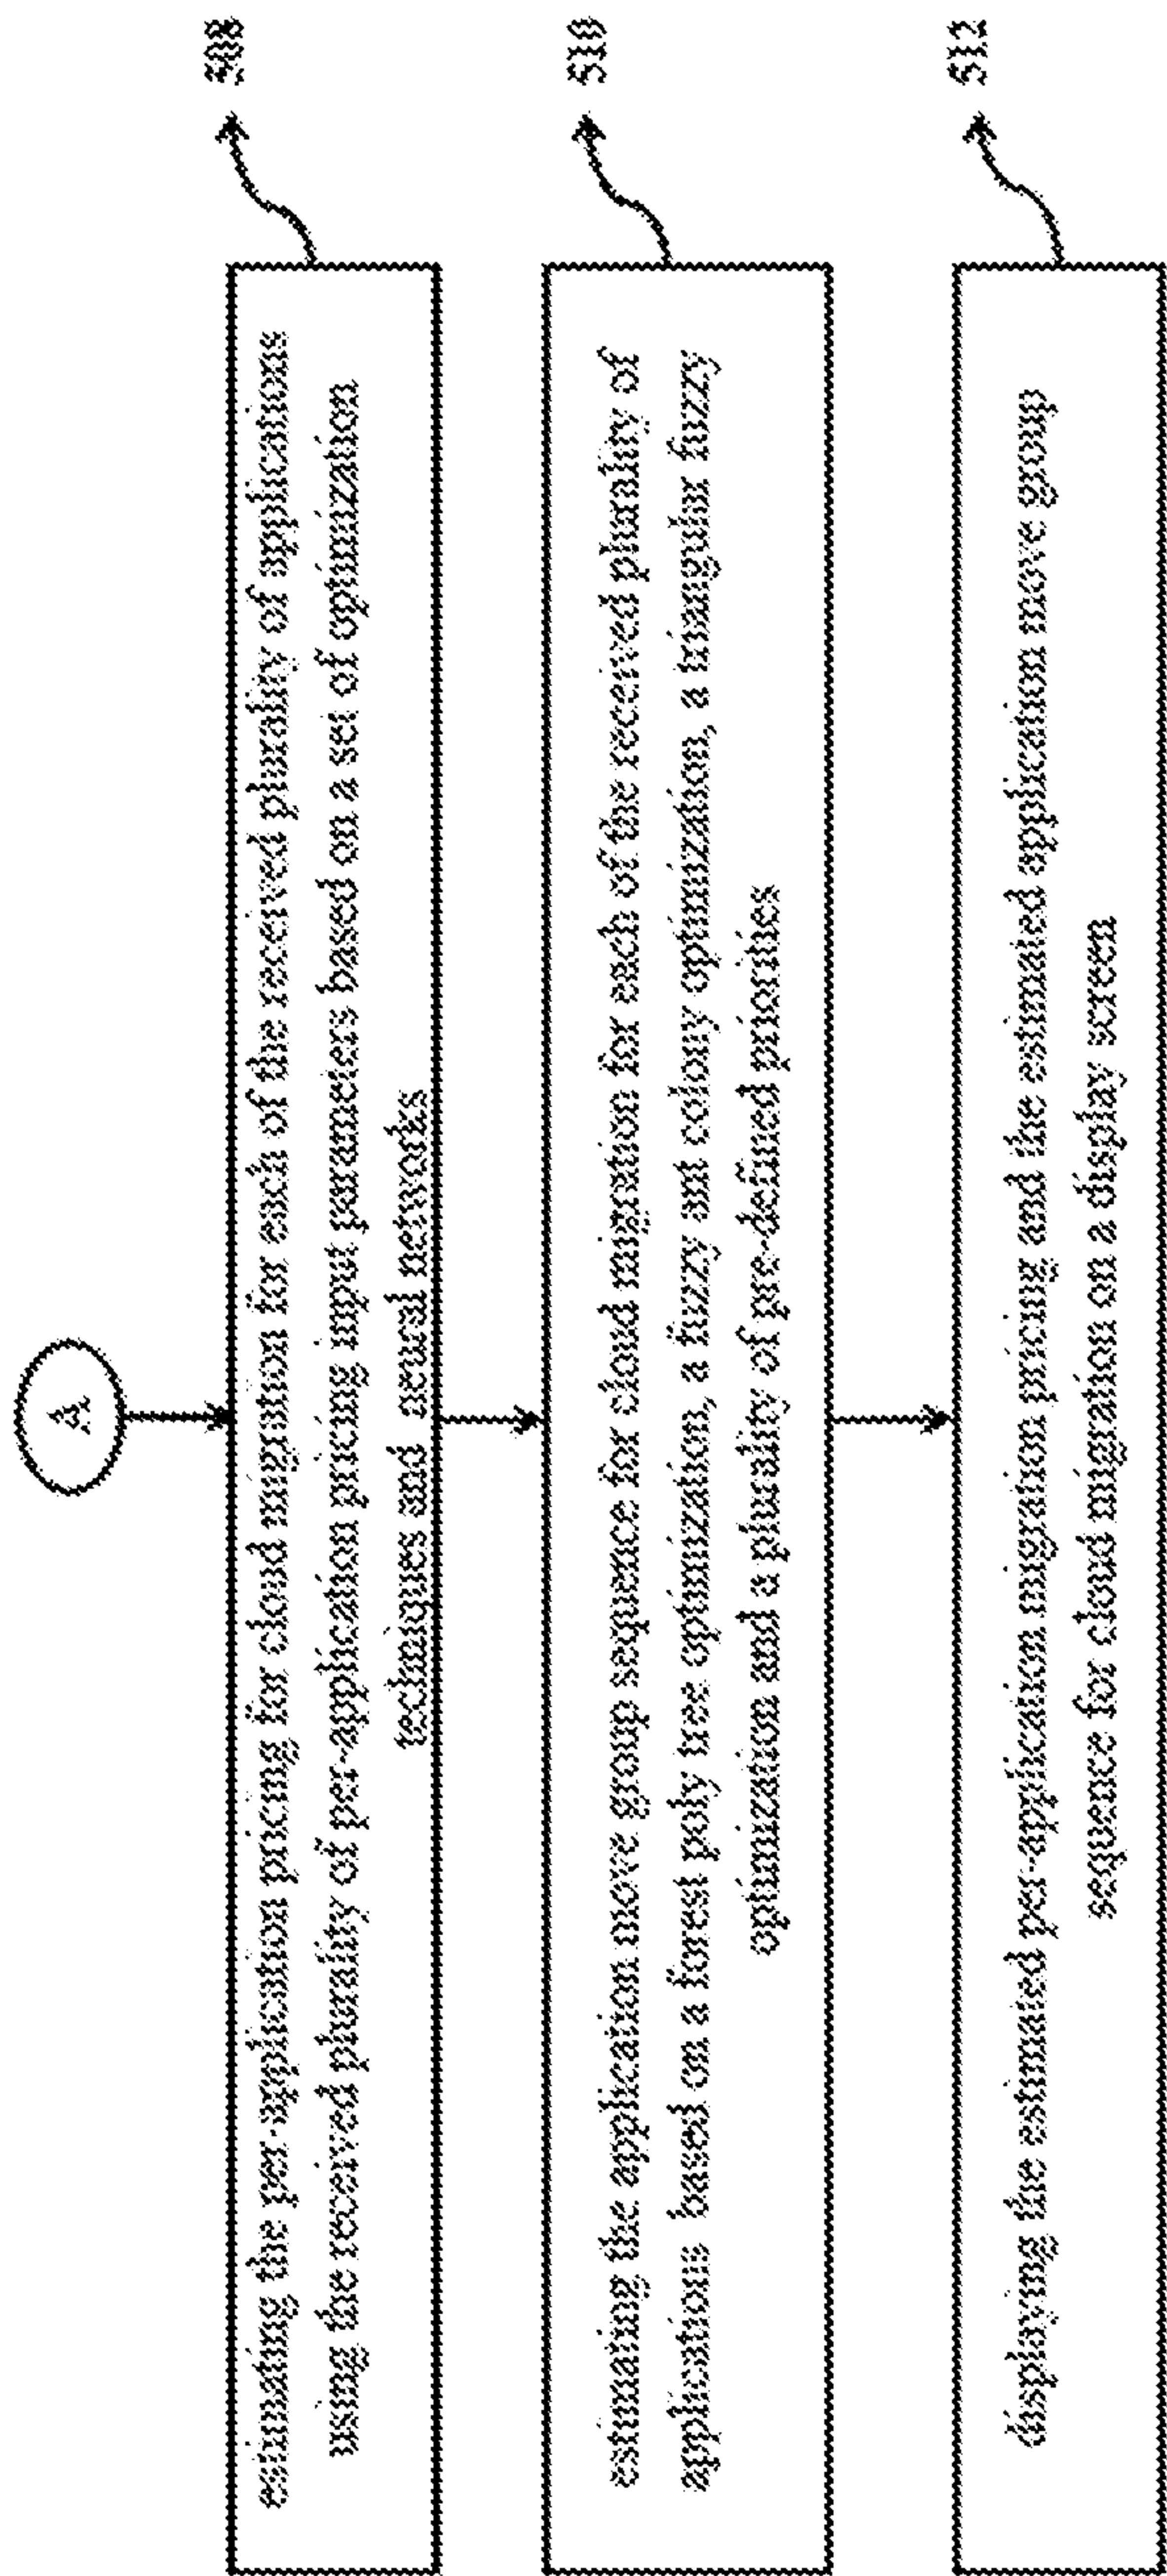 A
estimating the per-application pricing for cloud migration for each of the received plurality of applications
using the received plurality of per-application pricing input parameters based on a set of optimization
techniques and neural networks
508
estimating the application move group sequence for cloud migration for each of the received plurality of
applications based on a forest poly tree optimization, a fuzzy ant colony optimization, a triangular fuzzy
optimization and a plurality of pre-defined priorities
510
displaying the estimated per-application migration pricing and the estimated application move group
sequence for cloud migration on a display screen
512